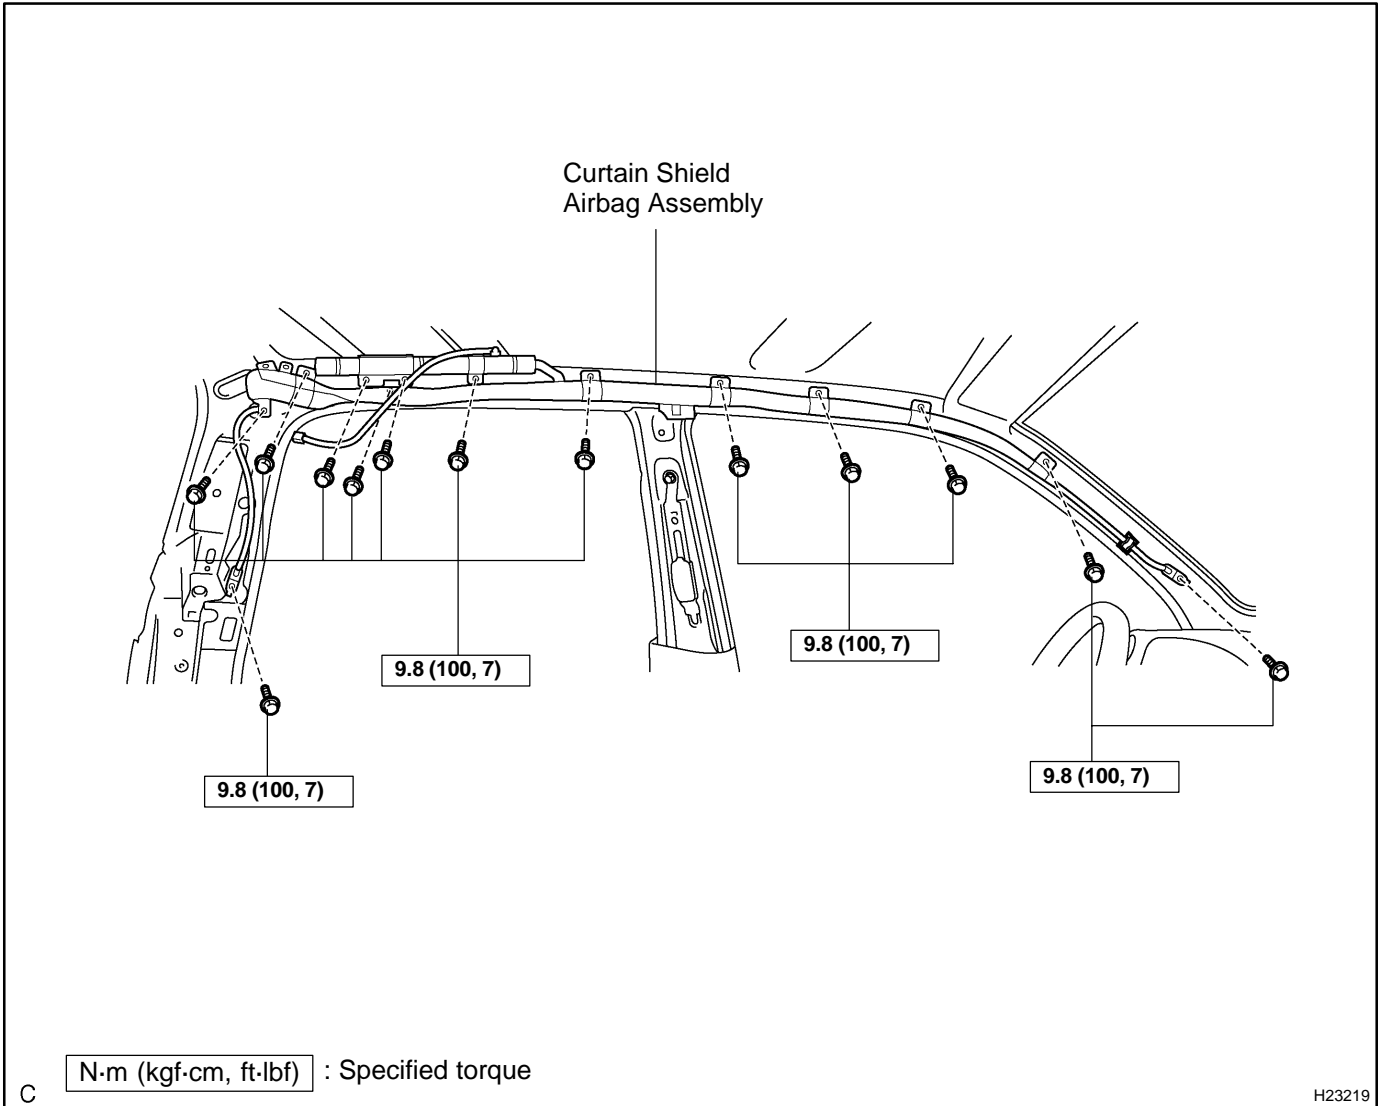 Curtain Shield
Airbag Assembly
9.8 (100, 7)
9.8 (100, 7)
9.8 (100, 7)
9.8 (100, 7)
N·m (kgf·cm, ft·lbf) : Specified torque
C
H23219